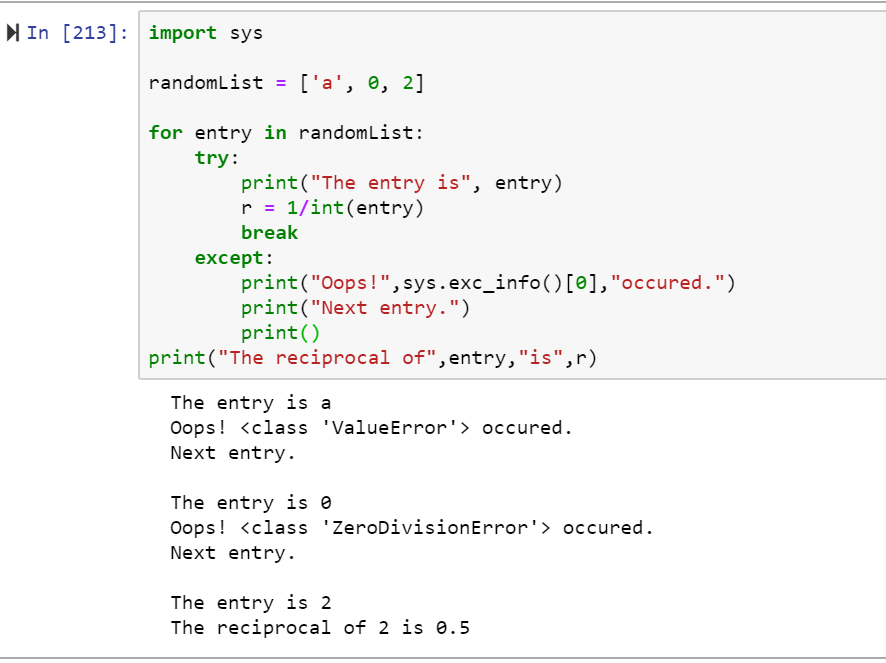 In [213]:
import sys

randomList = ['a', 0, 2]

for entry in randomList:
    try:
        print("The entry is", entry)
        r = 1/int(entry)
        break
    except:
        print("Oops!",sys.exc_info()[0],"occured.")
        print("Next entry.")
        print()
print("The reciprocal of",entry,"is",r)

The entry is a
Oops! <class 'ValueError'> occured.
Next entry.

The entry is 0
Oops! <class 'ZeroDivisionError'> occured.
Next entry.

The entry is 2
The reciprocal of 2 is 0.5